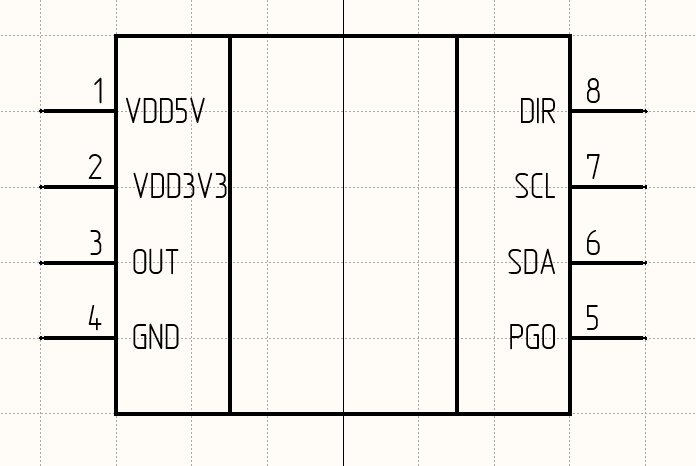 1 VDD5V DIR 8
2 VDD3V3 SCL 7
3 OUT SDA 6
4 GND PGO 5